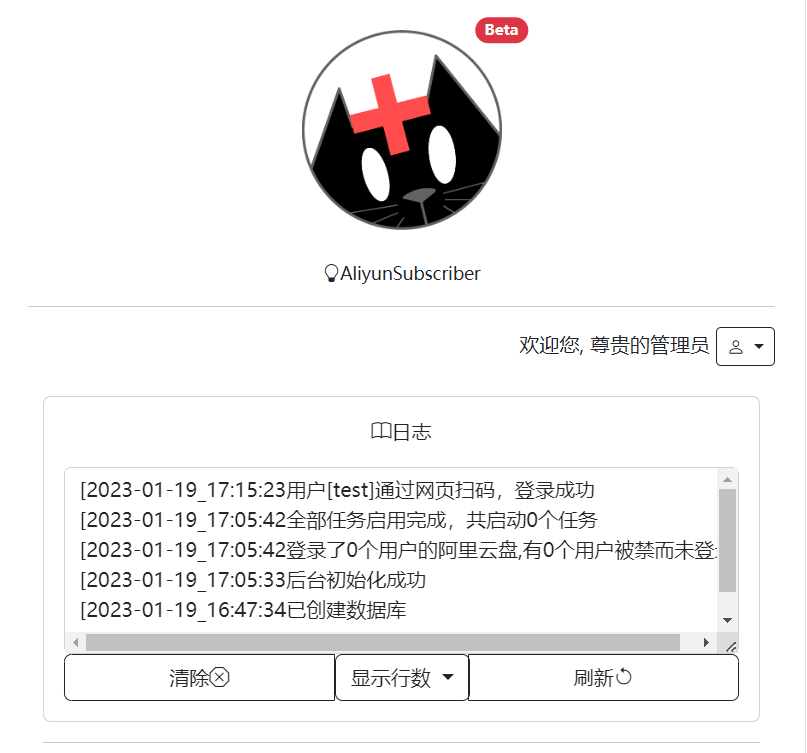 Beta
AliyunSubscriber
欢迎您, 尊贵的管理员
日志
[2023-01-19_17:15:23用户[test]通过网页扫码，登录成功
[2023-01-19_17:05:42全部任务启用完成，共启动0个任务
[2023-01-19_17:05:42登录了0个用户的阿里云盘,有0个用户被禁而未登
[2023-01-19_17:05:33后台初始化成功
[2023-01-19_16:47:34已创建数据库
清除 显示行数 刷新